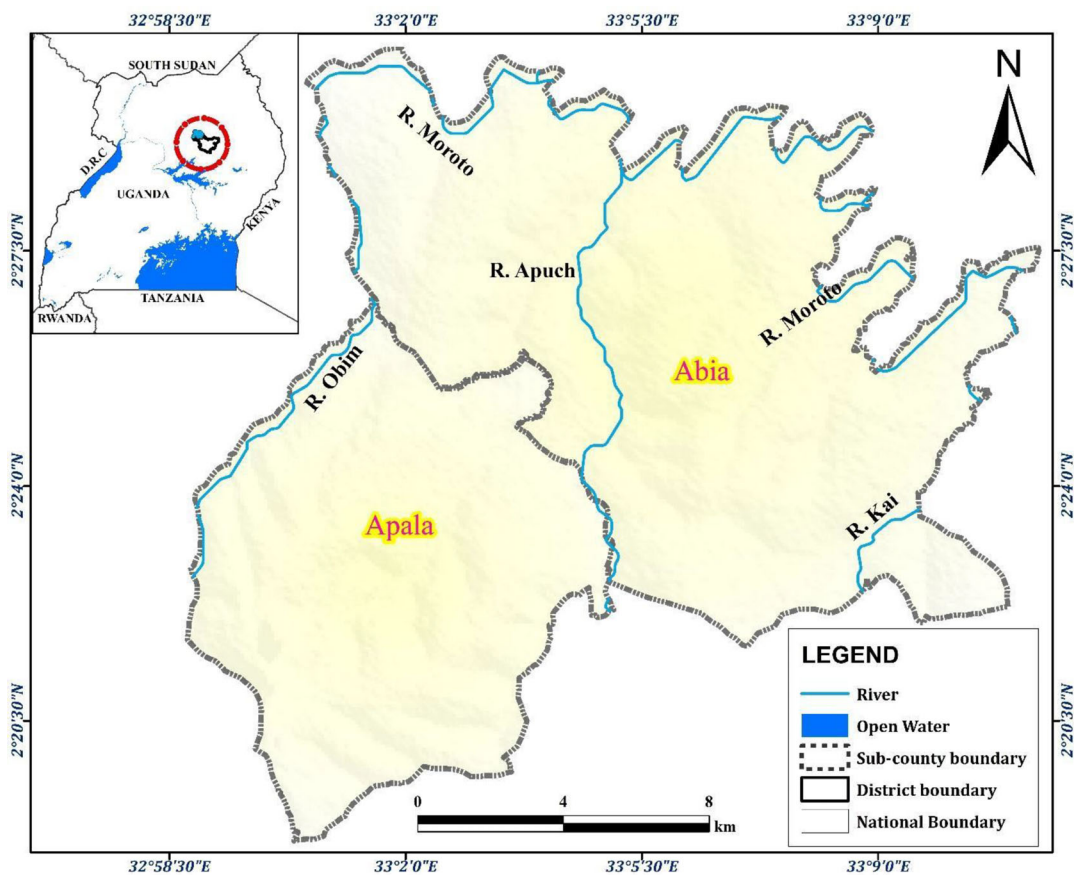 32°58'30"E
33°2'0"E
33°5'30"E
33°9'0"E
SOUTH SUDAN
D.R.C
UGANDA
KENYA
TANZANIA
RWANDA
N
R. Moroto
R. Apuch
R. Moroto
R. Obim
Abia
Apala
R. Kai
2°27'30"N
2°27'30"N
2°24'0"N
2°24'0"N
2°20'30"N
2°20'30"N
LEGEND
River
Open Water
Sub-county boundary
District boundary
National Boundary
0 4 8
km
32°58'30"E
33°2'0"E
33°5'30"E
33°9'0"E